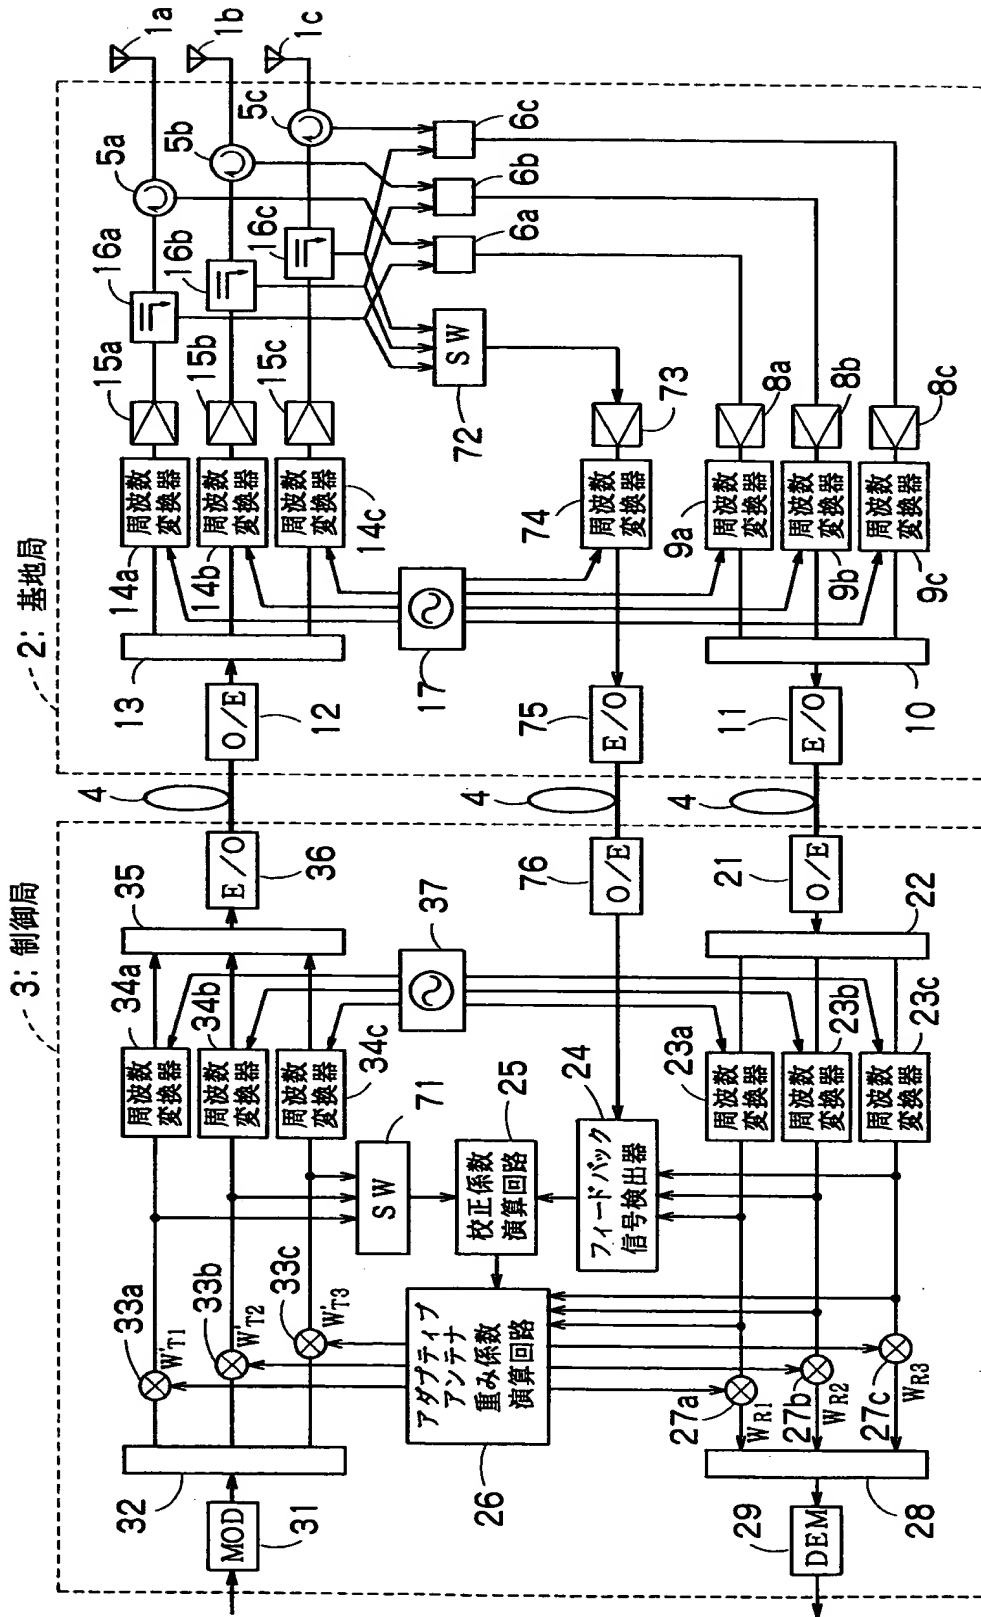 2: 基地局
3: 制御局
1a
1b
1c
5a
5b
5c
16a
16b
16c
6c
6b
6a
15a
15b
15c
SW
72
73
8a
8b
8c
14a
周波数
変換器
14b
周波数
変換器
14c
周波数
変換器
74
周波数
変換器
9a
周波数
変換器
9b
周波数
変換器
9c
周波数
変換器
17
13
O/E
12
75
E/O
11
E/O
10
4
4
4
E/O
36
76
O/E
21
O/E
35
22
37
34a
周波数
変換器
34b
周波数
変換器
34c
周波数
変換器
23a
周波数
変換器
23b
周波数
変換器
23c
周波数
変換器
71
SW
25
校正係数
演算回路
24
フィードバック
信号検出器
33a
W'T1
33b
W'T2
33c
W'T3
アダプティブ
アンテナ
重み係数
演算回路
26
27a
WR1
27b
WR2
27c
WR3
32
MOD
31
28
29
DEM